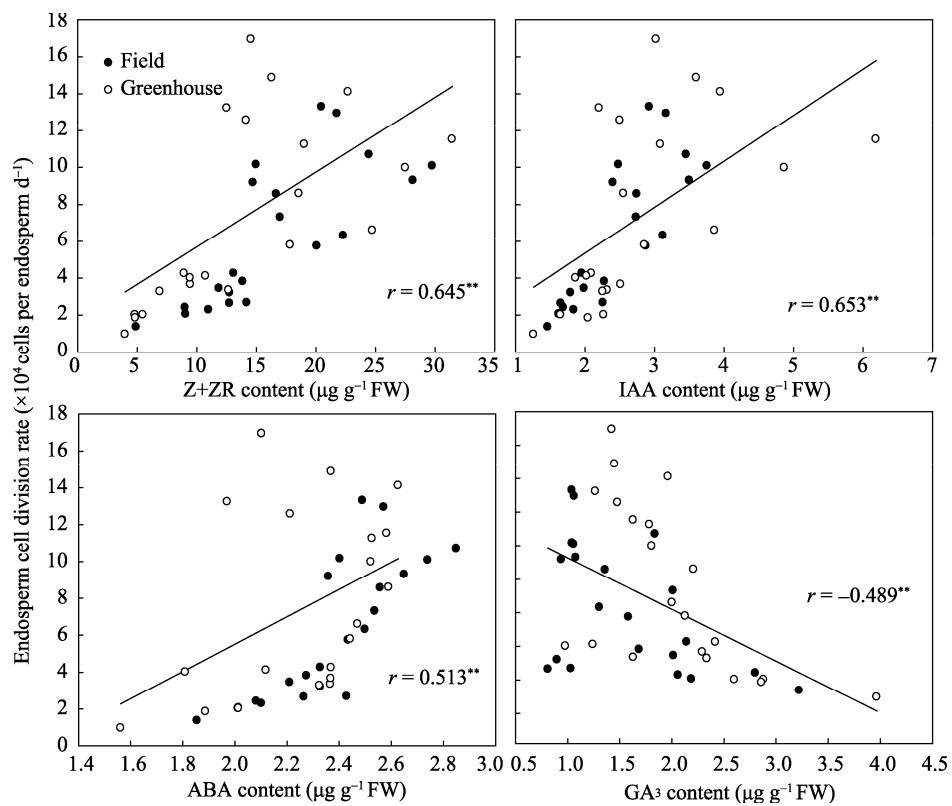 Endosperm cell division rate (×10⁴ cells per endosperm d⁻¹)
18
16
14
12
10
8
6
4
2
0
● Field
○ Greenhouse
r = 0.645**
0 5 10 15 20 25 30 35
Z+ZR content (μg g⁻¹ FW)
r = 0.653**
1 2 3 4 5 6 7
IAA content (μg g⁻¹ FW)
18
16
14
12
10
8
6
4
2
0
r = 0.513**
1.4 1.6 1.8 2.0 2.2 2.4 2.6 2.8 3.0
ABA content (μg g⁻¹ FW)
r = –0.489**
0.5 1.0 1.5 2.0 2.5 3.0 3.5 4.0 4.5
GA₃ content (μg g⁻¹ FW)